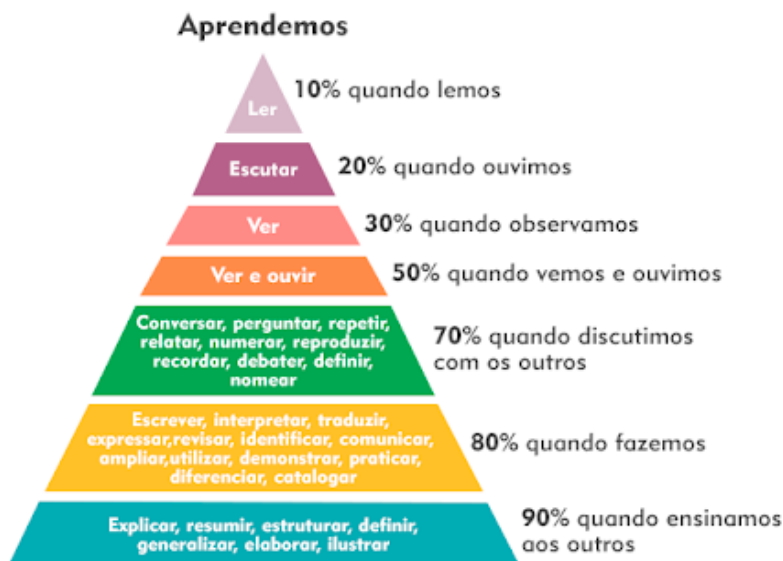 Aprendemos
Ler
10% quando lemos
Escutar
20% quando ouvimos
Ver
30% quando observamos
Ver e ouvir
50% quando vemos e ouvimos
Conversar, perguntar, repetir,
relatar, numerar, reproduzir,
recordar, debater, definir,
nomear
70% quando discutimos
com os outros
Escrever, interpretar, traduzir,
expressar,revisar, identificar, comunicar,
ampliar,utilizar, demonstrar, praticar,
diferenciar, catalogar
80% quando fazemos
Explicar, resumir, estruturar, definir,
generalizar, elaborar, ilustrar
90% quando ensinamos
aos outros